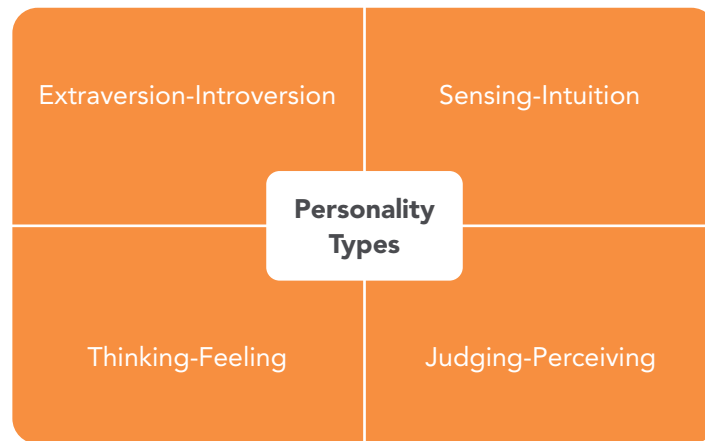 Extraversion-Introversion
Sensing-Intuition
Personality
Types
Thinking-Feeling
Judging-Perceiving